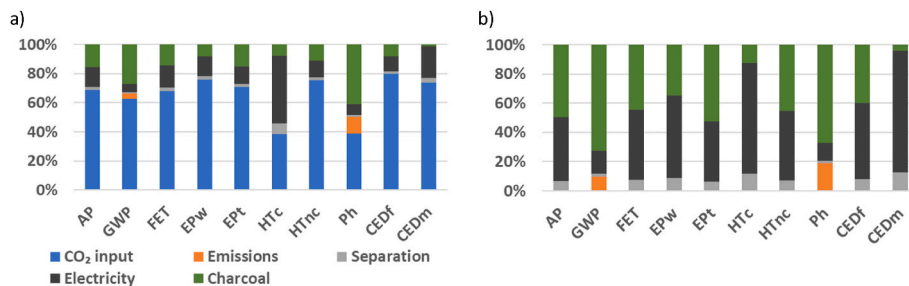 a)
100%
80%
60%
40%
20%
0%
AP
GWP
FET
EPw
EPt
HTc
HTnc
Ph
CEDf
CEDm
CO₂ input
Emissions
Separation
Electricity
Charcoal
b)
100%
80%
60%
40%
20%
0%
AP
GWP
FET
EPw
EPt
HTc
HTnc
Ph
CEDf
CEDm